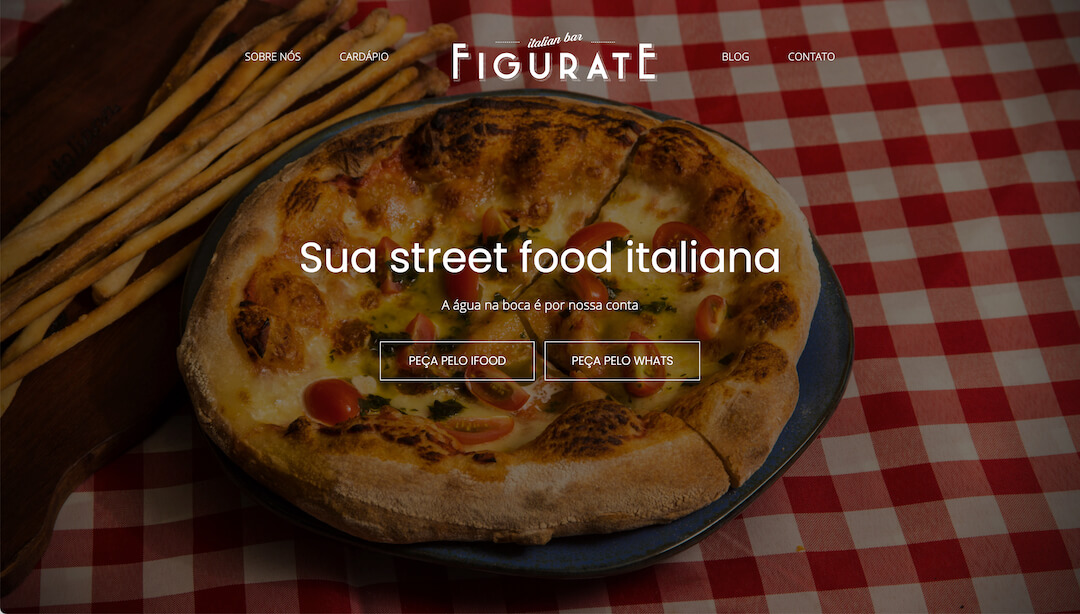 SOBRE NÓS
CARDÁPIO
italian bar
FIGURATE
BLOG
CONTATO
Sua street food italiana
A água na boca é por nossa conta
PEÇA PELO IFOOD
PEÇA PELO WHATS